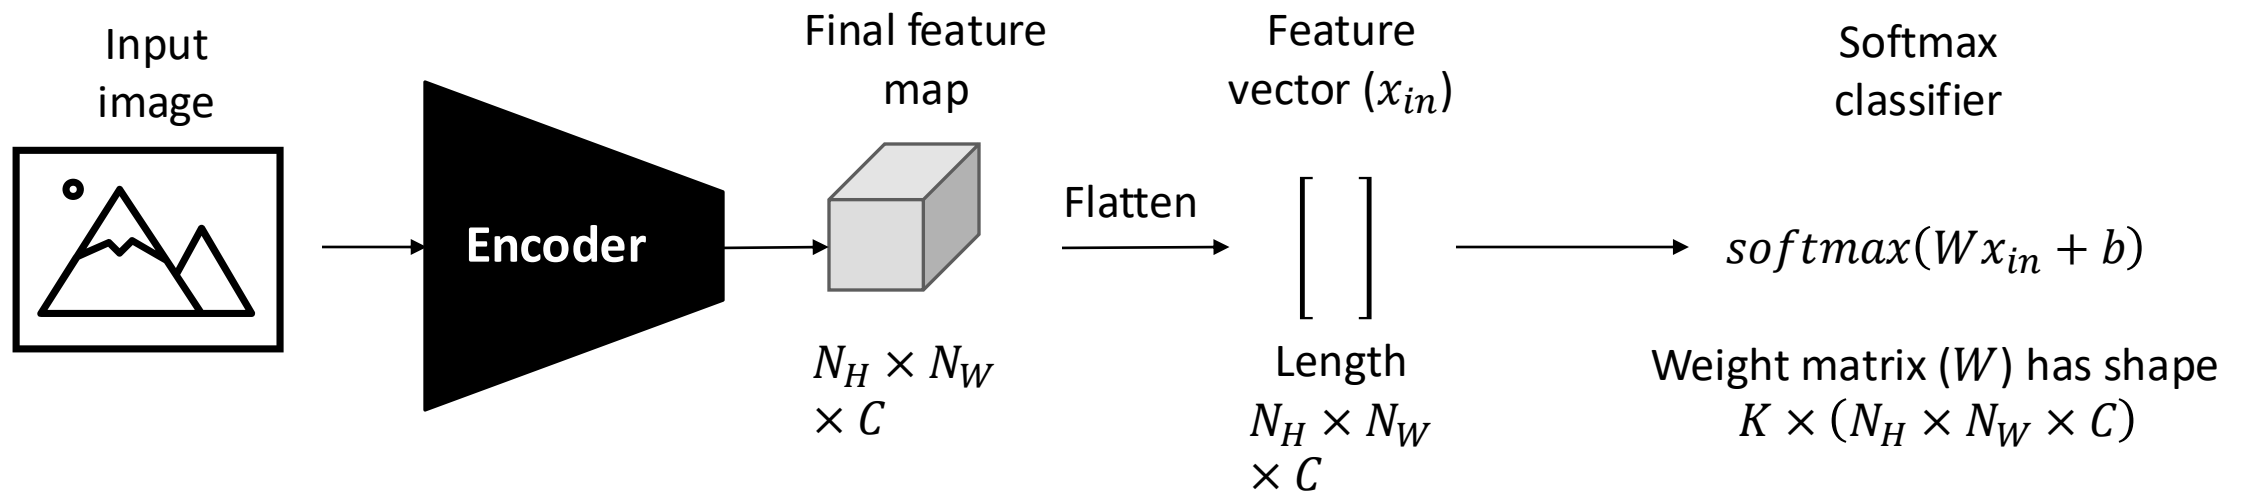 Input
image
Encoder
Final feature
map
N_H × N_W
× C
Flatten
Feature
vector (x_in)
Length
N_H × N_W
× C
Softmax
classifier
softmax(Wx_in + b)
Weight matrix (W) has shape
K × (N_H × N_W × C)